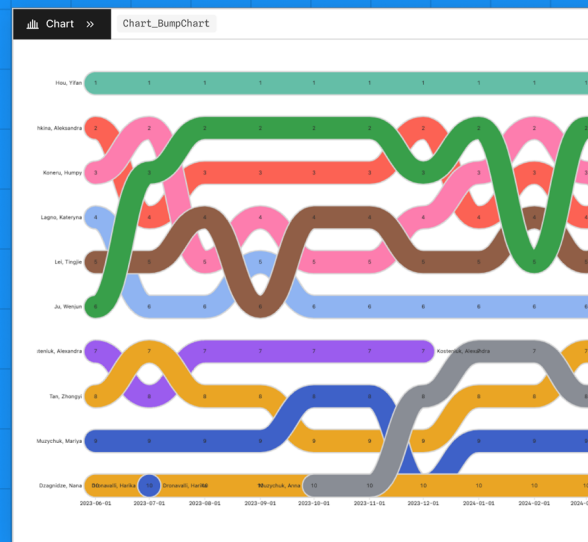 Chart »
Chart_BumpChart
Hou, Yifan 1 1 1 1 1 1 1 1 1
hkina, Aleksandra 2 2 2 2 2 2 2 2 2
Koneru, Humpy 3 3 3 3 3 3 3 3 3
Lagno, Kateryna 4 4 4 4 4 4 4 4 4
Lei, Tingjie 5 5 5 5 5 5 5 5 5
Ju, Wenjun 6 6 6 6 6 6 6 6 6
iteniuk, Alexandra 7 7 7 7 7 7 Kosteniuk, Alexandra 7
Tan, Zhongyi 8 8 8 8 8 8 8 8 8
Muzychuk, Mariya 9 9 9 9 9 9 9 9 9
Dzagnidze, Nana 10 Dronavalli, Harika 10 Dronavalli, Harika 10 Muzychuk, Anna 10 10 10 10 10
2023-06-01 2023-07-01 2023-08-01 2023-09-01 2023-10-01 2023-11-01 2023-12-01 2024-01-01 2024-02-01 2024-0